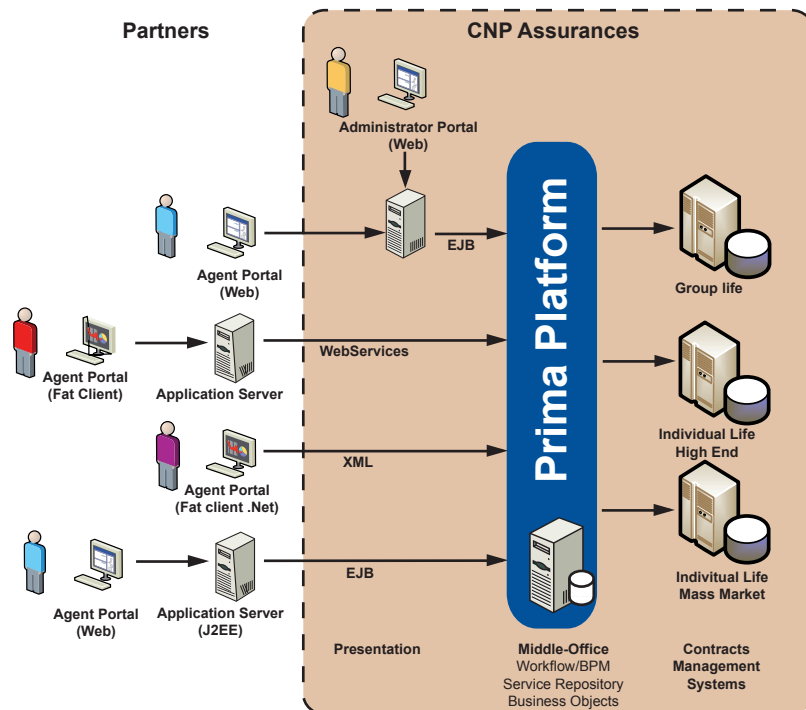 Partners
CNP Assurances
Administrator Portal
(Web)
Agent Portal
(Web)
EJB
Group life
Prima Platform
Agent Portal
(Fat Client)
Application Server
WebServices
Individual Life
High End
Agent Portal
(Fat client .Net)
XML
Agent Portal
(Web)
Application Server
(J2EE)
EJB
Indivitual Life
Mass Market
Presentation
Middle-Office
Workflow/BPM
Service Repository
Business Objects
Contracts
Management
Systems